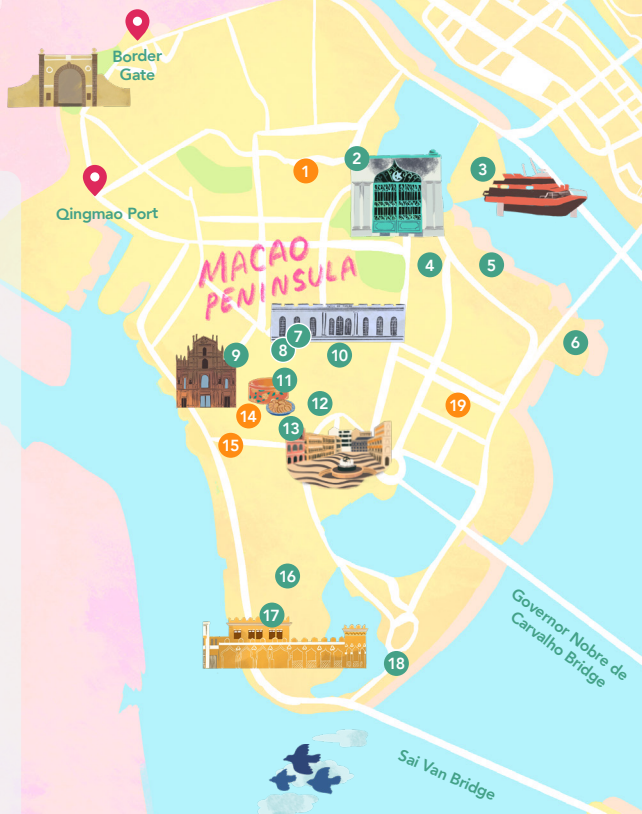 Border
Gate
2
1
3
Qingmao Port
MACAO
PENINSULA
4
5
7
8
6
9
10
11
12
19
14
13
15
16
17
Governor Nobre de
Carvalho Bridge
18
Sai Van Bridge